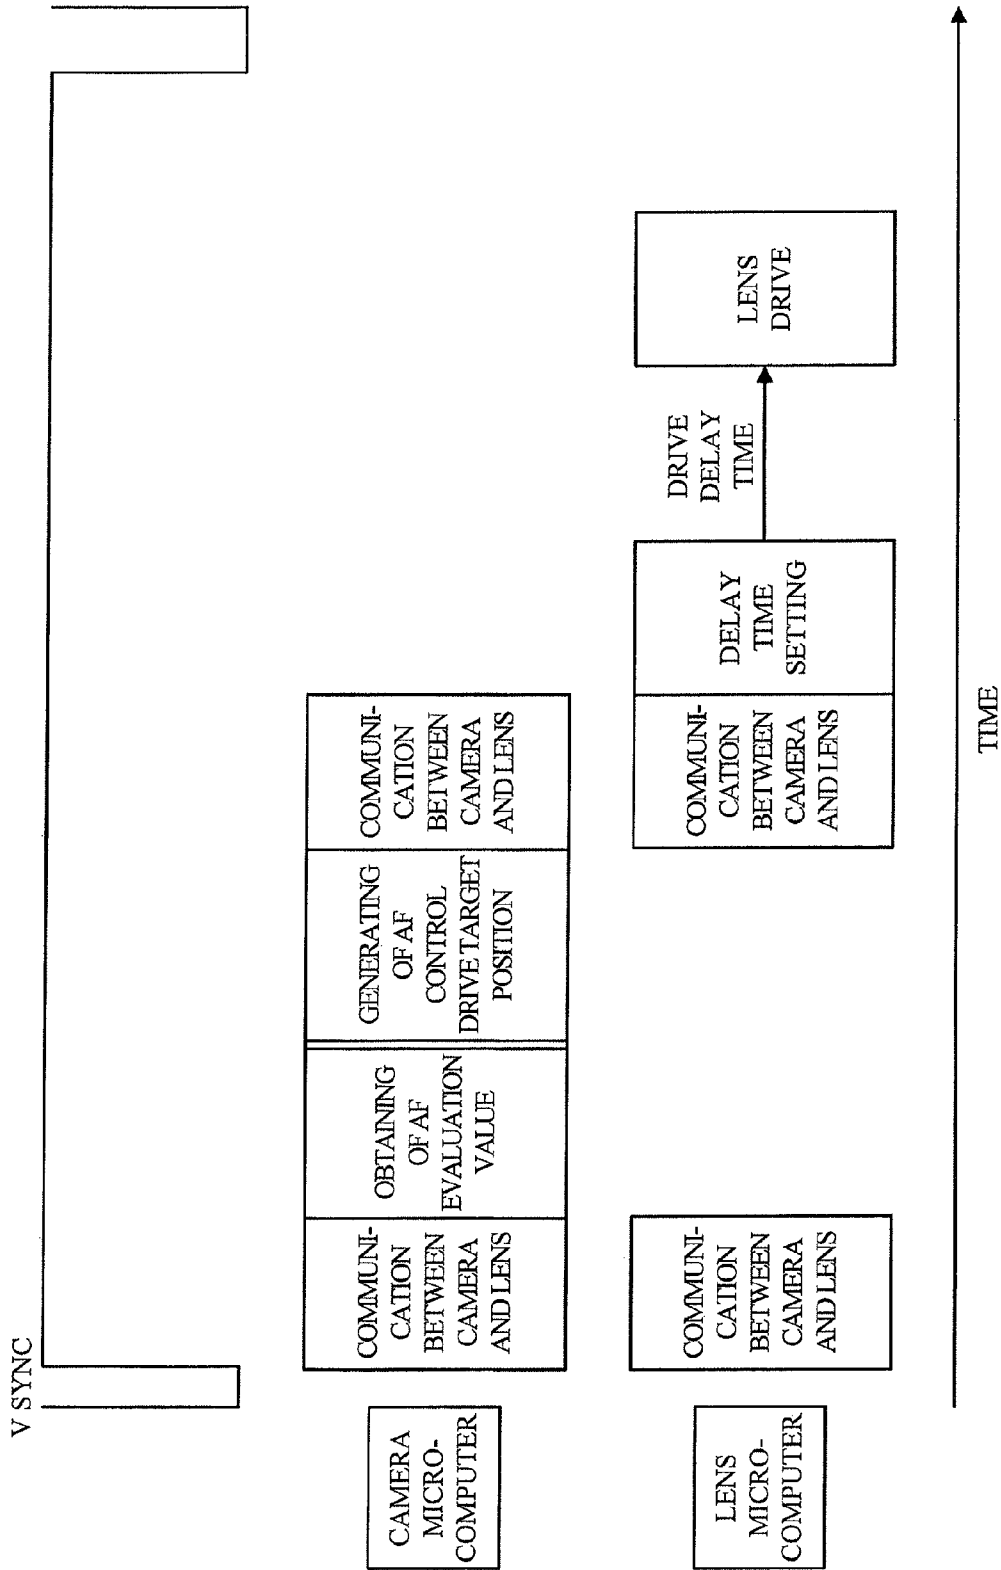 V SYNC
CAMERA
MICRO-
COMPUTER
COMMUNI-
CATION
BETWEEN
CAMERA
AND LENS
OBTAINING
OF AF
EVALUATION
VALUE
GENERATING
OF AF
CONTROL
DRIVE TARGET
POSITION
COMMUNI-
CATION
BETWEEN
CAMERA
AND LENS
LENS
MICRO-
COMPUTER
COMMUNI-
CATION
BETWEEN
CAMERA
AND LENS
COMMUNI-
CATION
BETWEEN
CAMERA
AND LENS
DELAY
TIME
SETTING
DRIVE
DELAY
TIME
LENS
DRIVE
TIME